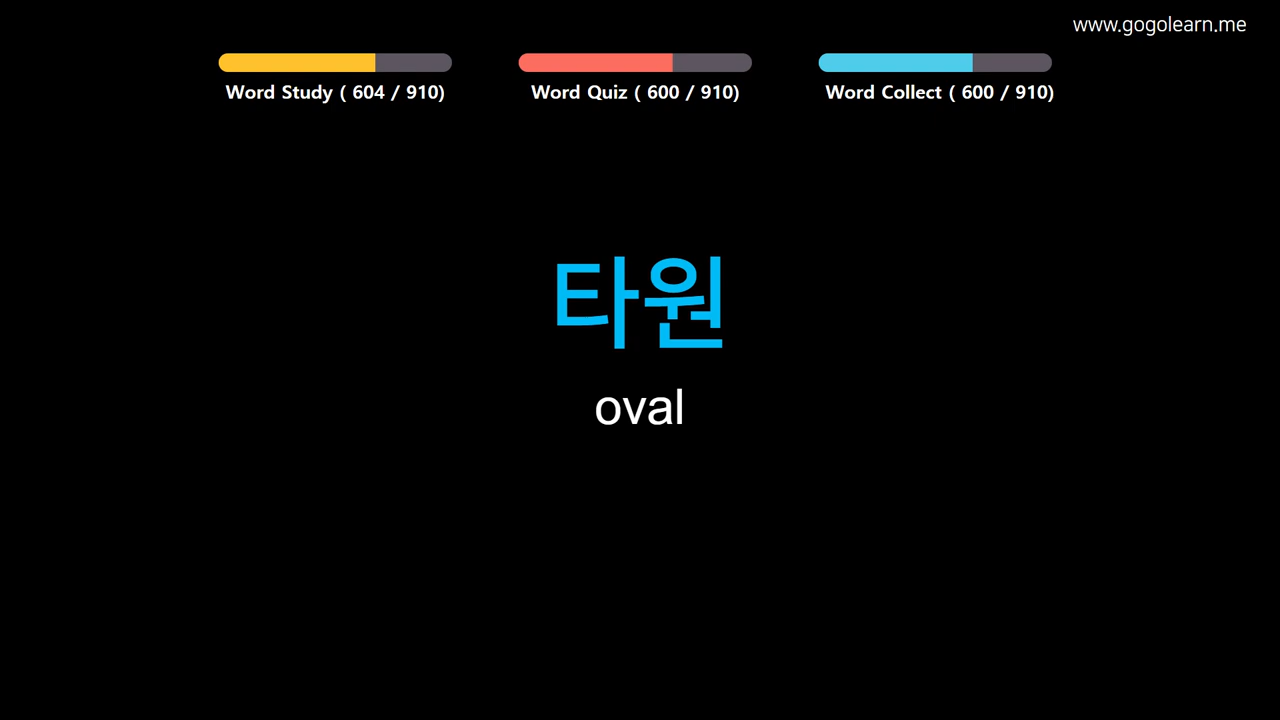 www.gogolearn.me
Word Study ( 604 / 910)
Word Quiz ( 600 / 910)
Word Collect ( 600 / 910)
타원
oval